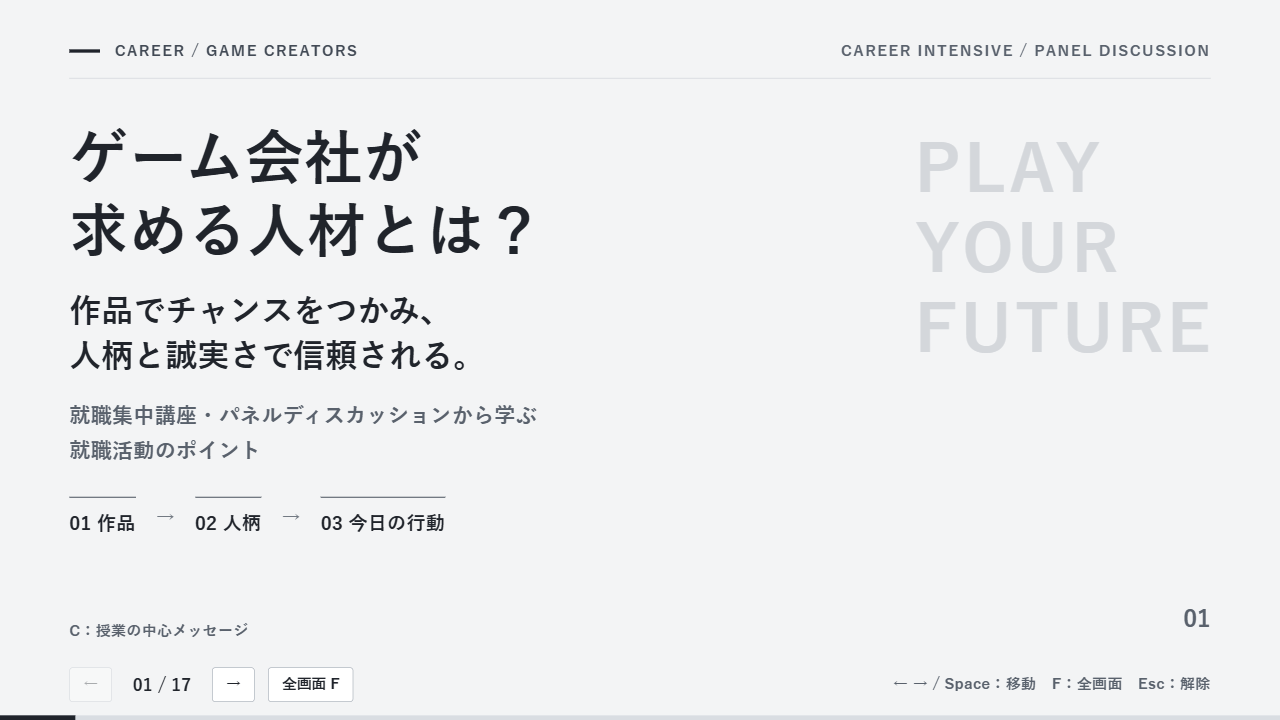 CAREER / GAME CREATORS
CAREER INTENSIVE / PANEL DISCUSSION
ゲーム会社が
求める人材とは？
PLAY
YOUR
FUTURE
作品でチャンスをつかみ、
人柄と誠実さで信頼される。
就職集中講座・パネルディスカッションから学ぶ
就職活動のポイント
01 作品 → 02 人柄 → 03 今日の行動
C：授業の中心メッセージ
01
← 01 / 17 → 全画面 F
← → / Space：移動　F：全画面　Esc：解除